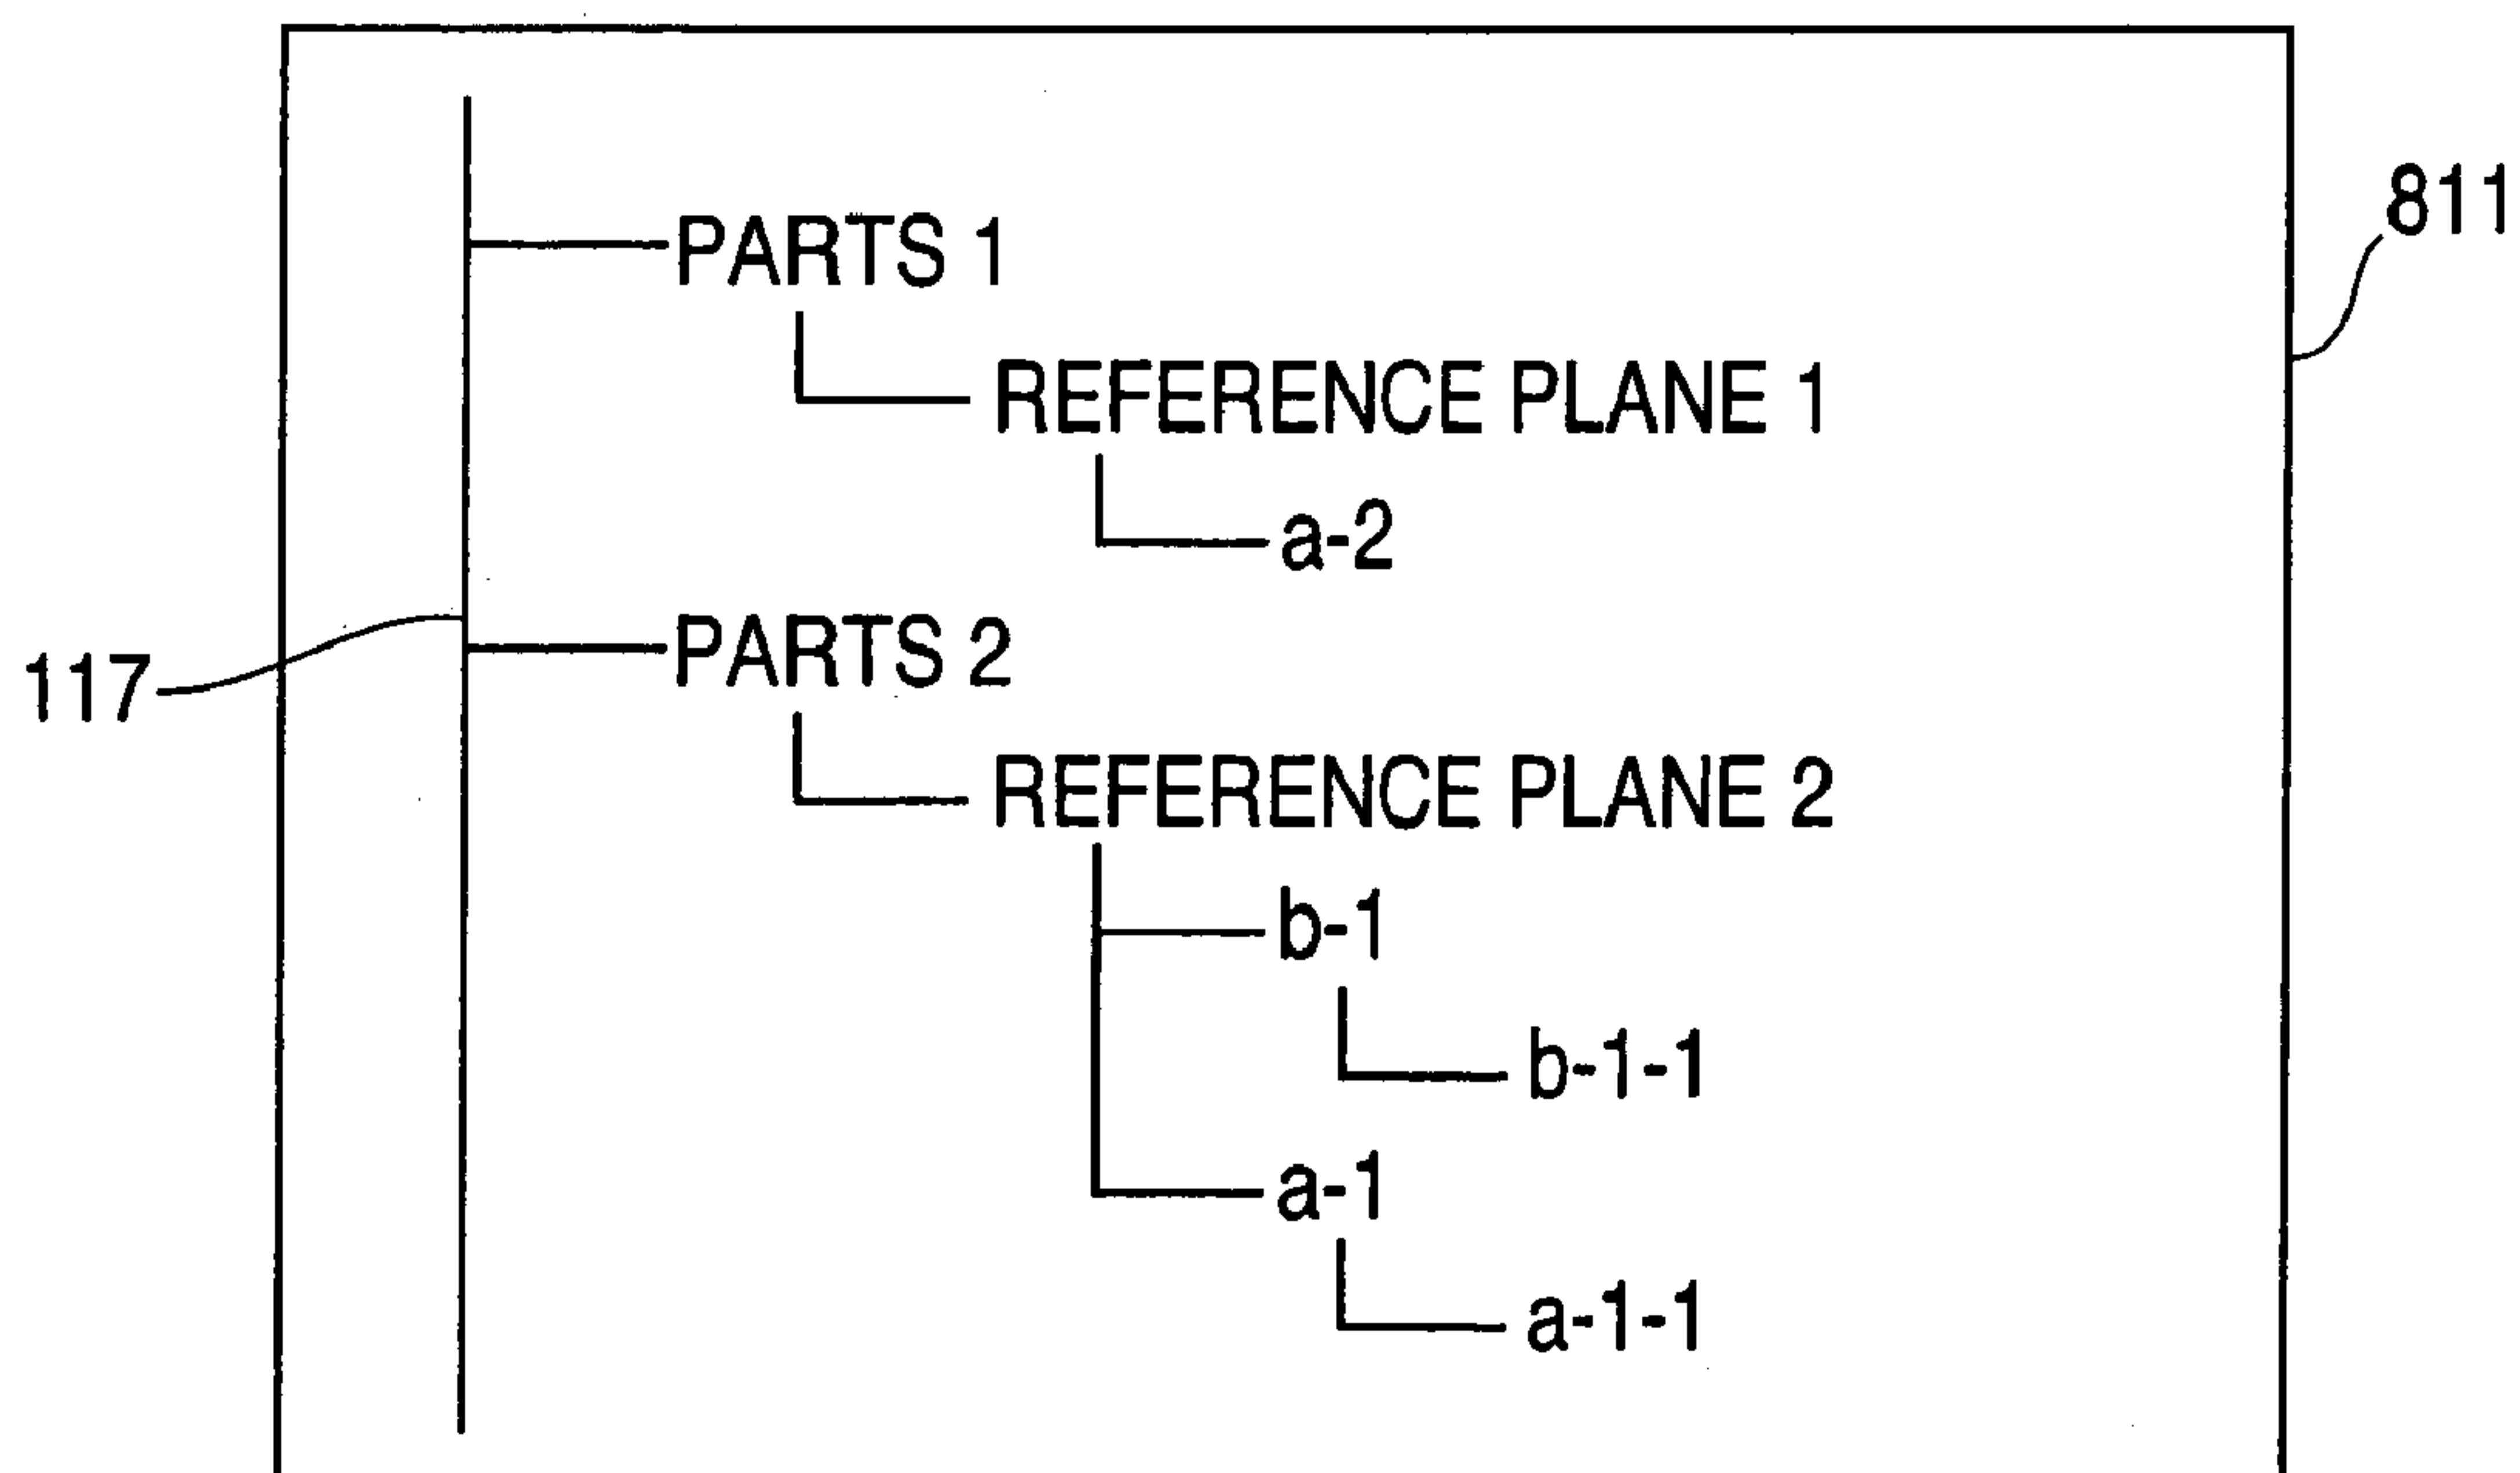 811
PARTS 1
REFERENCE PLANE 1
a-2
PARTS 2
117
REFERENCE PLANE 2
b-1
b-1-1
a-1
a-1-1